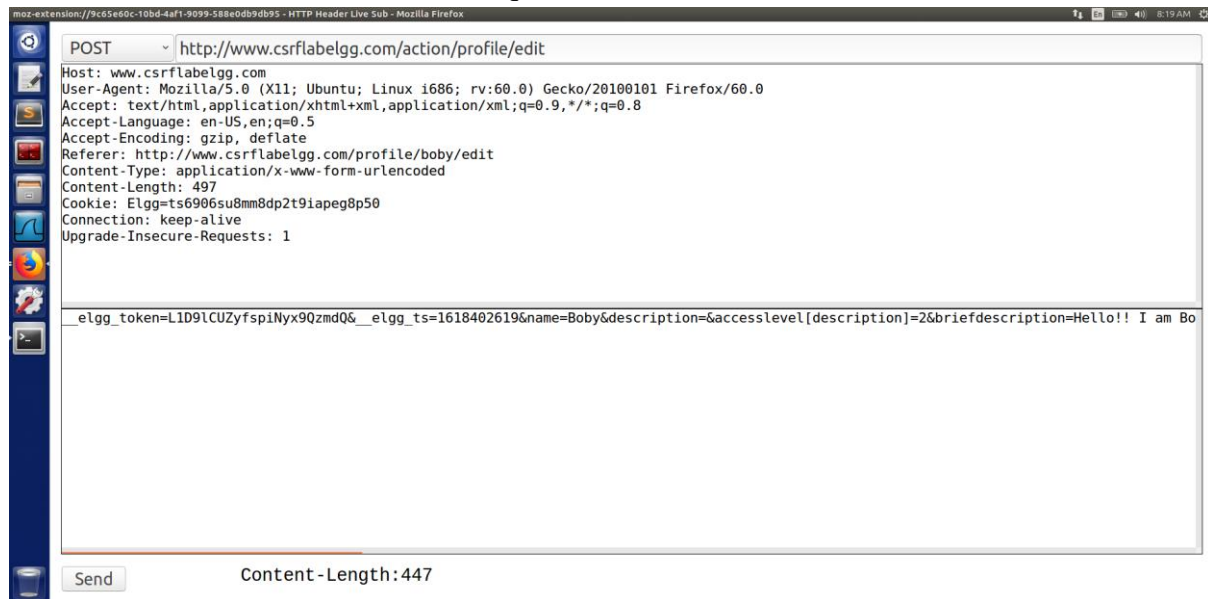 moz-extension://9c65e60c-10bd-4af1-9099-588e0db9db95 - HTTP Header Live Sub - Mozilla Firefox
En
8:19 AM
POST
http://www.csrflabelgg.com/action/profile/edit
Host: www.csrflabelgg.com
User-Agent: Mozilla/5.0 (X11; Ubuntu; Linux i686; rv:60.0) Gecko/20100101 Firefox/60.0
Accept: text/html,application/xhtml+xml,application/xml;q=0.9,*/*;q=0.8
Accept-Language: en-US,en;q=0.5
Accept-Encoding: gzip, deflate
Referer: http://www.csrflabelgg.com/profile/boby/edit
Content-Type: application/x-www-form-urlencoded
Content-Length: 497
Cookie: Elgg=ts6906su8mm8dp2t9iapeg8p50
Connection: keep-alive
Upgrade-Insecure-Requests: 1
__elgg_token=L1D9lCUZyfspiNyx9QzmdQ&__elgg_ts=1618402619&name=Boby&description=&accesslevel[description]=2&briefdescription=Hello!! I am Bo
Send
Content-Length:447